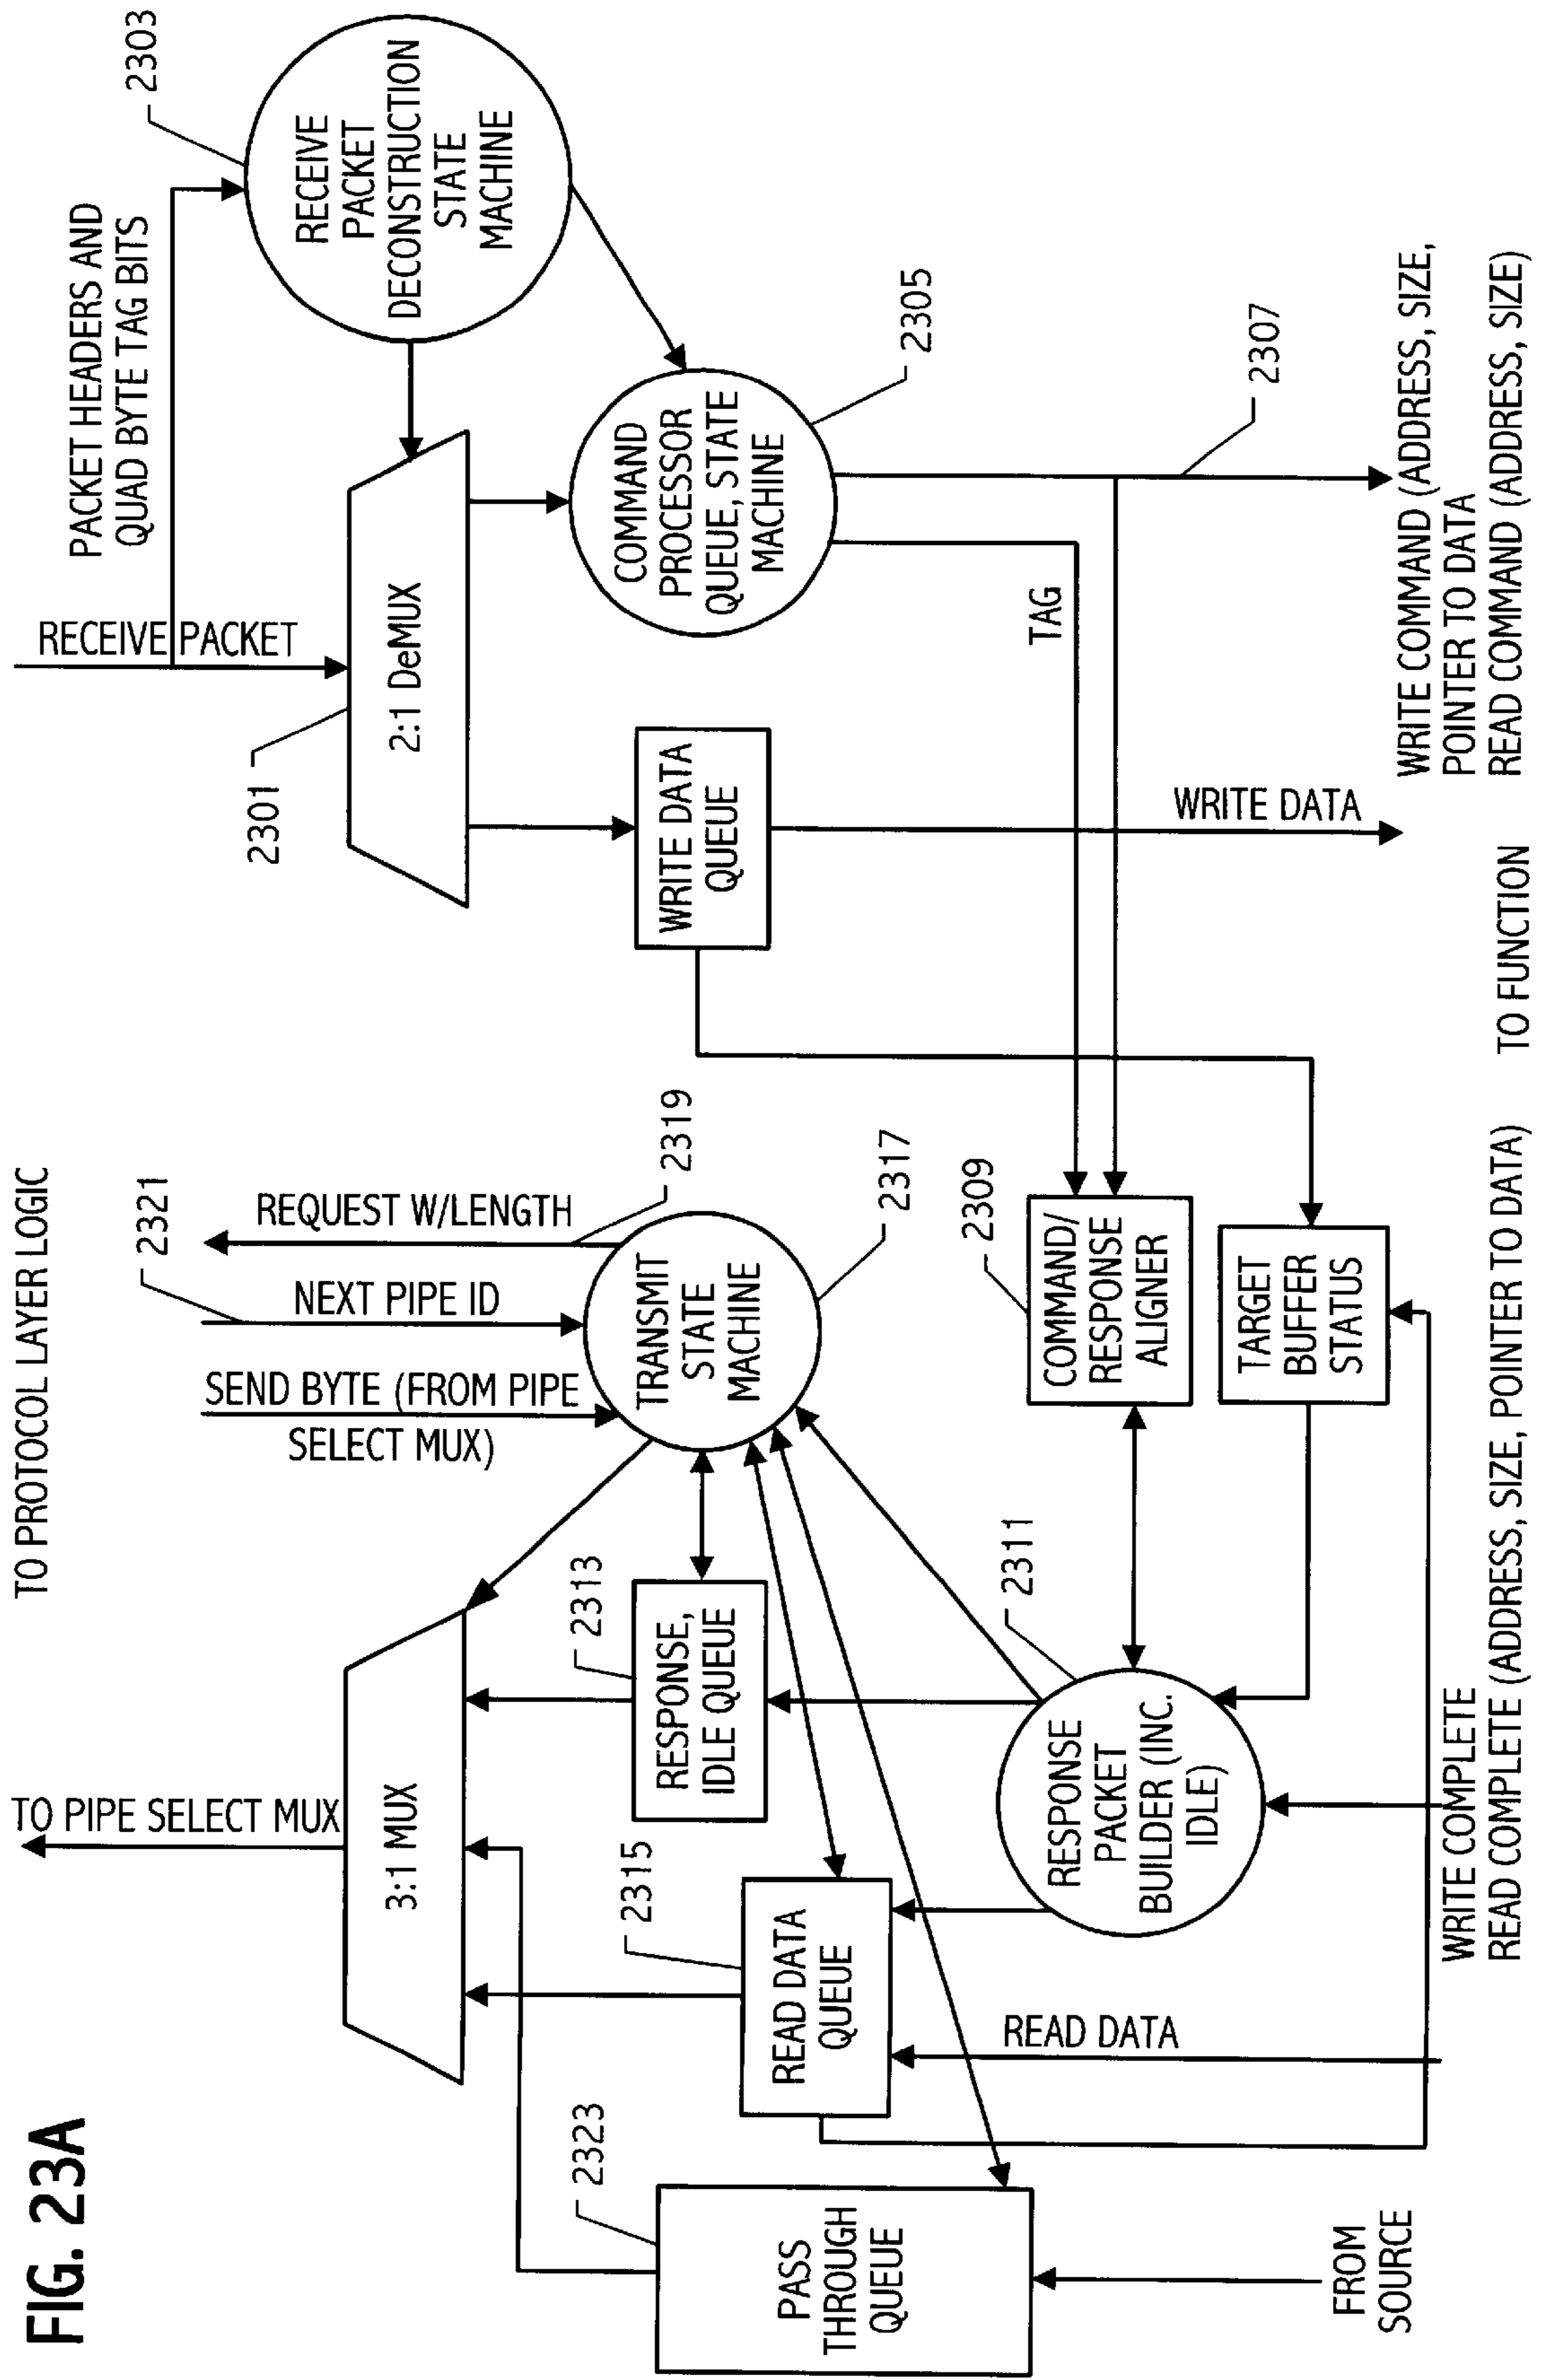 FIG. 23A
TO PROTOCOL LAYER LOGIC
TO PIPE SELECT MUX
3:1 MUX
SEND BYTE (FROM PIPE
SELECT MUX)
NEXT PIPE ID
2321
REQUEST W/LENGTH
2319
TRANSMIT
STATE
MACHINE
2317
RESPONSE,
IDLE QUEUE
2313
READ DATA
QUEUE
2315
PASS
THROUGH
QUEUE
2323
FROM
SOURCE
READ DATA
RESPONSE
PACKET
BUILDER (INC.
IDLE)
2311
COMMAND/
RESPONSE
ALIGNER
2309
TARGET
BUFFER
STATUS
WRITE COMPLETE
READ COMPLETE (ADDRESS, SIZE, POINTER TO DATA)
TO FUNCTION
RECEIVE PACKET
PACKET HEADERS AND
QUAD BYTE TAG BITS
2303
RECEIVE
PACKET
DECONSTRUCTION
STATE
MACHINE
2301
2:1 DeMUX
WRITE DATA
QUEUE
COMMAND
PROCESSOR
QUEUE, STATE
MACHINE
2305
TAG
2307
WRITE DATA
WRITE COMMAND (ADDRESS, SIZE,
POINTER TO DATA
READ COMMAND (ADDRESS, SIZE)